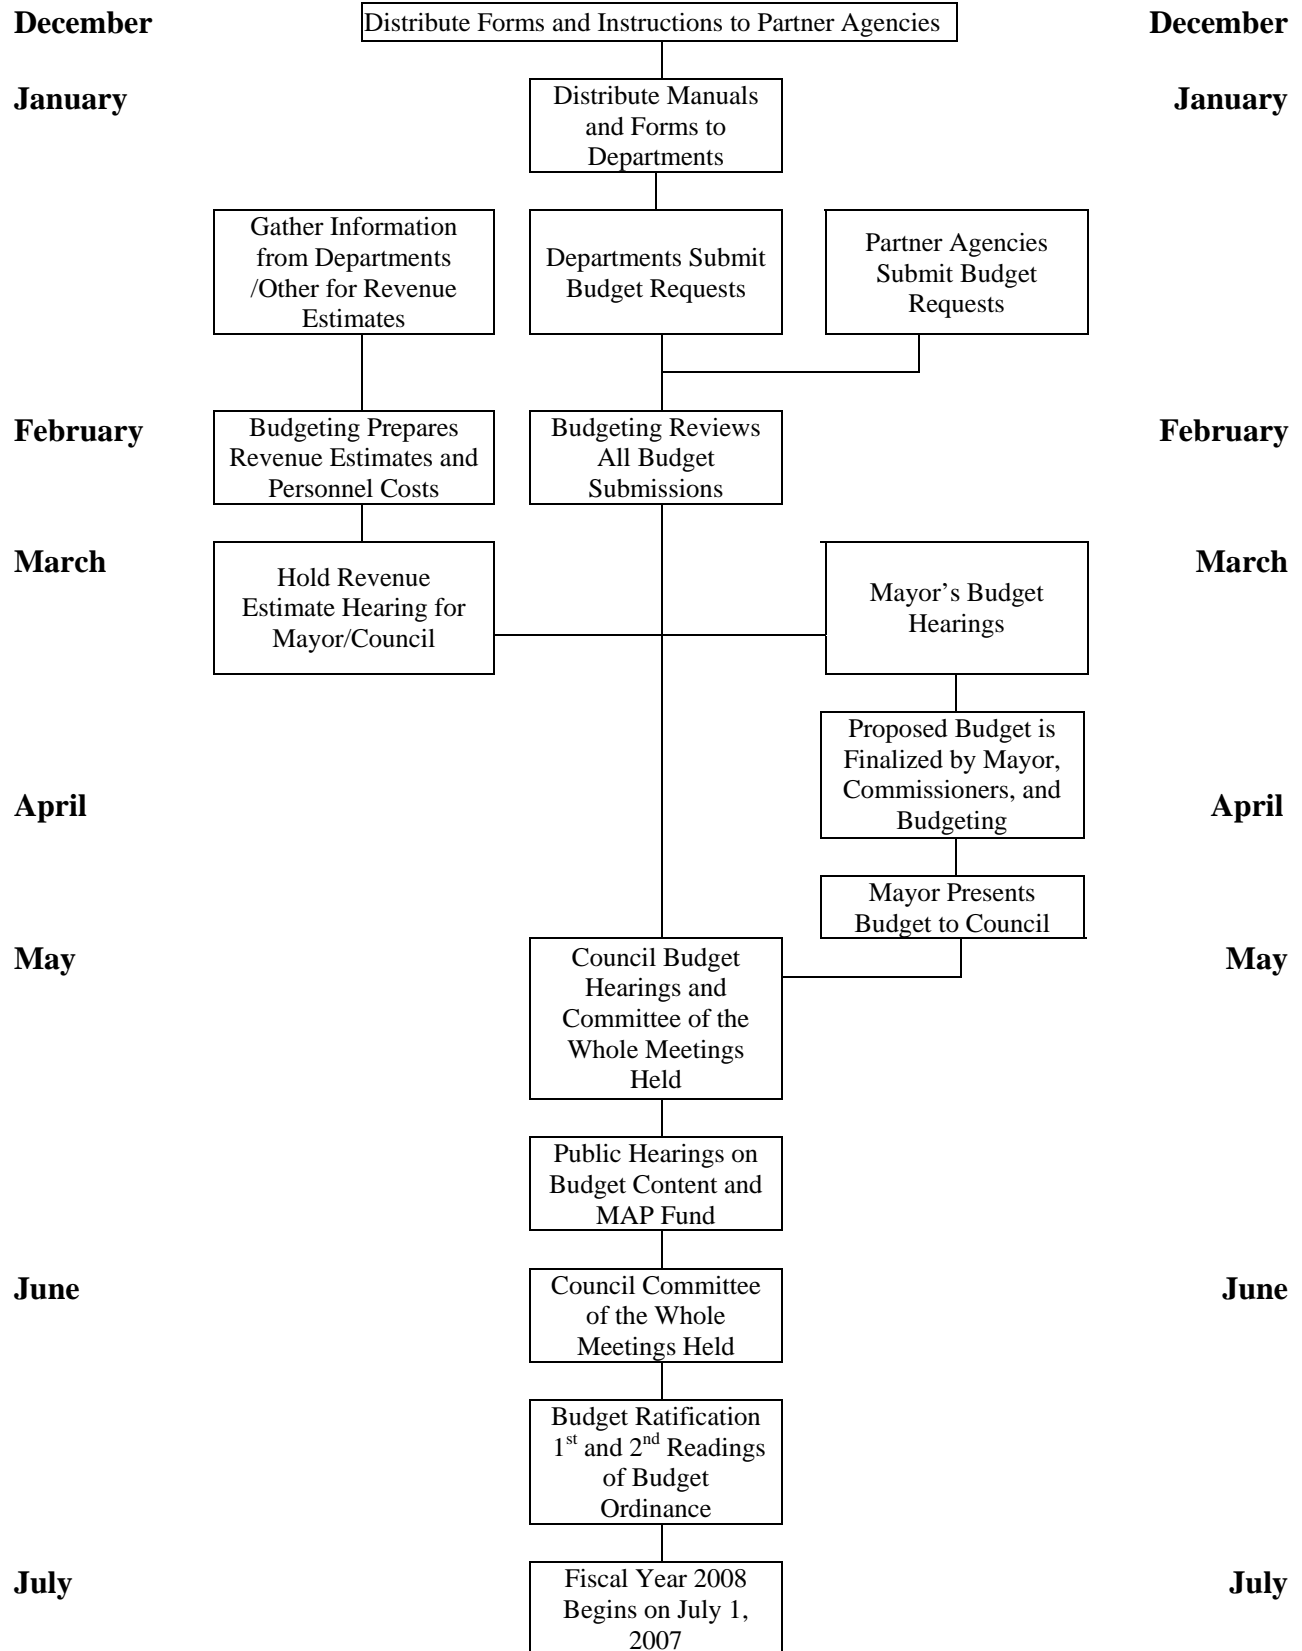 December
Distribute Forms and Instructions to Partner Agencies
December
January
Distribute Manuals
and Forms to
Departments
January
Gather Information
from Departments
/Other for Revenue
Estimates
Departments Submit
Budget Requests
Partner Agencies
Submit Budget
Requests
February
Budgeting Prepares
Revenue Estimates and
Personnel Costs
Budgeting Reviews
All Budget
Submissions
February
March
Hold Revenue
Estimate Hearing for
Mayor/Council
Mayor’s Budget
Hearings
March
Proposed Budget is
Finalized by Mayor,
Commissioners, and
Budgeting
April
April
Mayor Presents
Budget to Council
May
Council Budget
Hearings and
Committee of the
Whole Meetings
Held
May
Public Hearings on
Budget Content and
MAP Fund
June
Council Committee
of the Whole
Meetings Held
June
Budget Ratification
1st and 2nd Readings
of Budget
Ordinance
July
Fiscal Year 2008
Begins on July 1,
2007
July